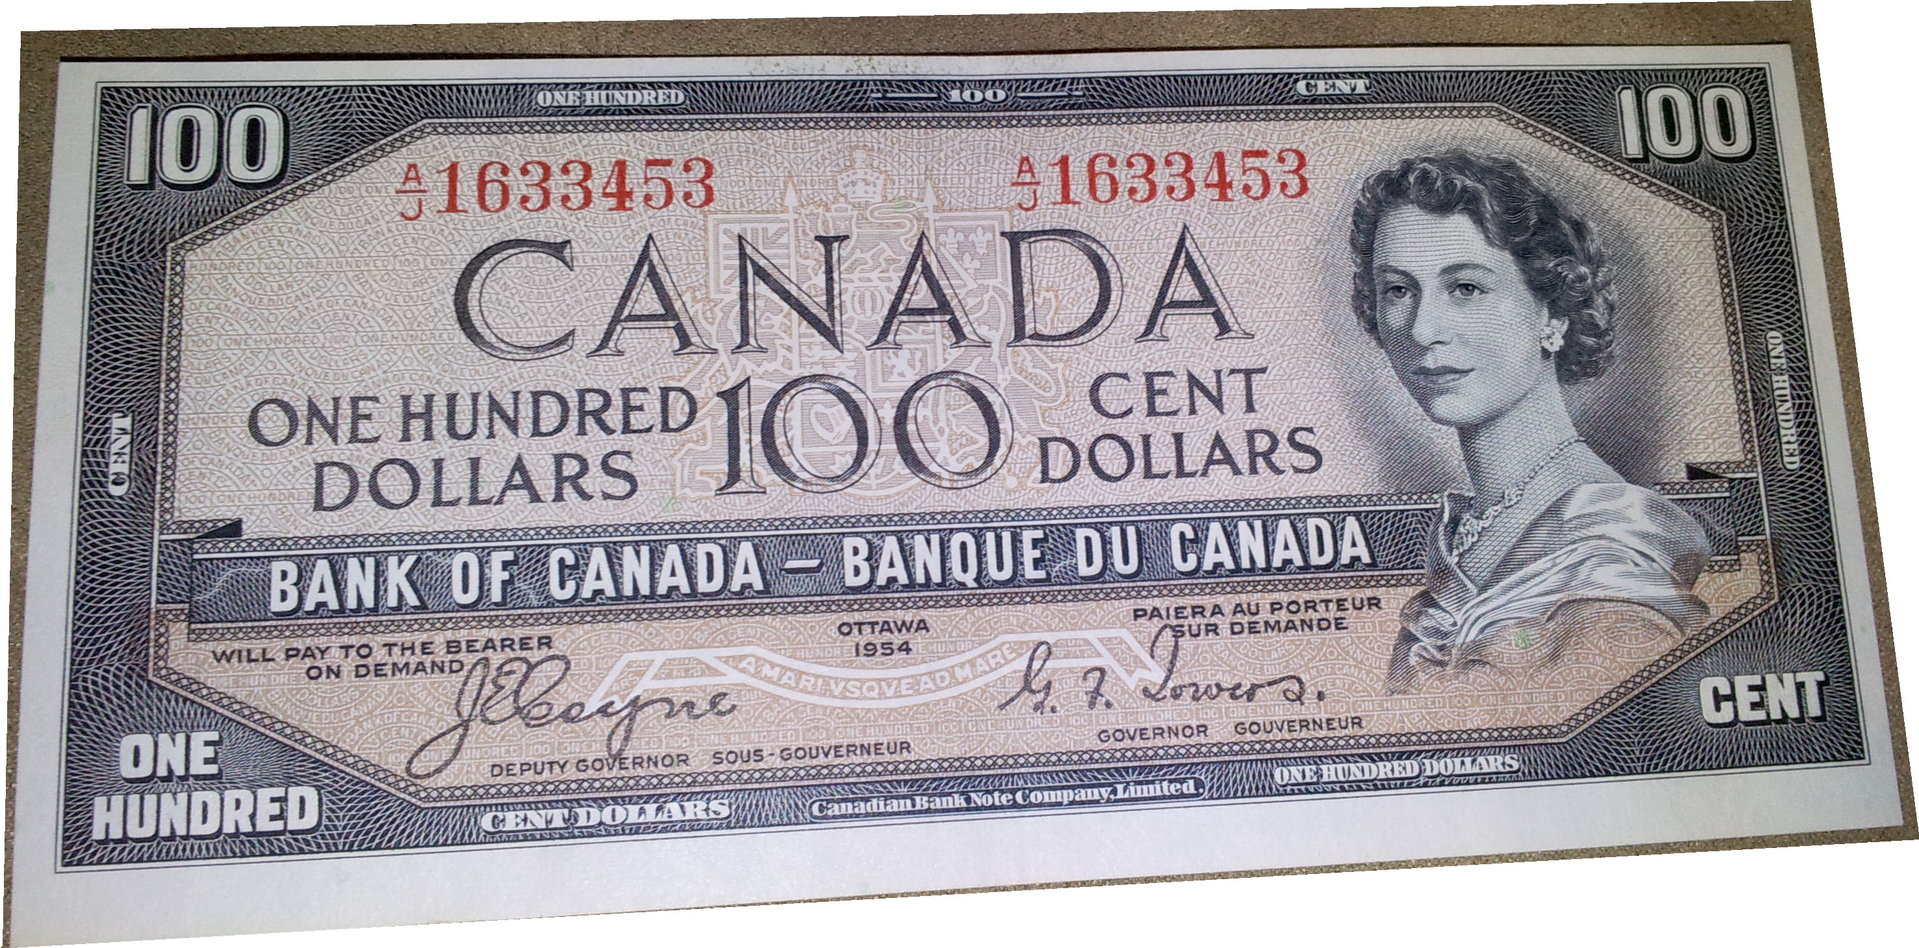 ONE HUNDRED 100 CENT
100 100
A/J 1633453 A/J 1633453
CANADA
ONE HUNDRED DOLLARS 100 CENT DOLLARS
CENT
ONE HUNDRED
BANK OF CANADA – BANQUE DU CANADA
WILL PAY TO THE BEARER
ON DEMAND
OTTAWA
1954
PAIERA AU PORTEUR
SUR DEMANDE
A MARI VSQVE AD MARE
J.E. Coyne
G. F. Towers.
DEPUTY GOVERNOR SOUS-GOUVERNEUR
GOVERNOR GOUVERNEUR
ONE
HUNDRED
CENT
CENT DOLLARS
Canadian Bank Note Company, Limited.
ONE HUNDRED DOLLARS